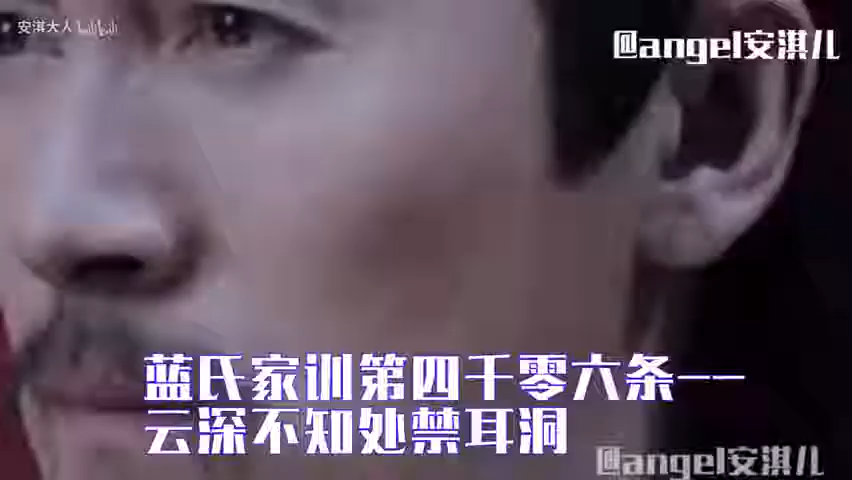 安淇大人 bilibili
@angel安淇儿
蓝氏家训第四千零六条--
云深不知处禁耳洞
@angel安淇儿